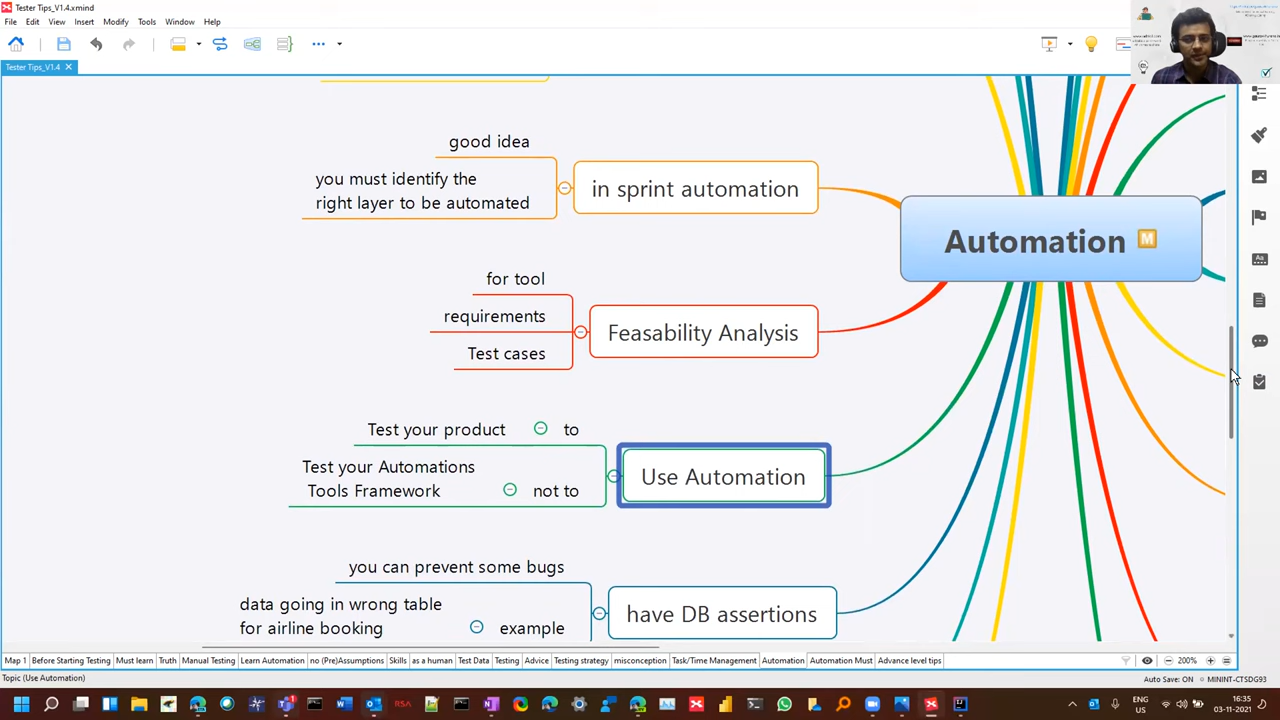 Tester Tips_V1.4.xmind
File Edit View Insert Modify Tools Window Help
Tester Tips_V1.4
good idea
you must identify the
right layer to be automated
in sprint automation
Automation M
for tool
requirements
Test cases
Feasability Analysis
Test your product to
Test your Automations
Tools Framework not to
Use Automation
you can prevent some bugs
data going in wrong table
for airline booking example
have DB assertions
Map 1 Before Starting Testing Must learn Truth Manual Testing Learn Automation no (Pre)Assumptions Skills as a human Test Data Testing Advice Testing strategy misconception Task/Time Management Automation Automation Must Advance level tips
200%
Topic (Use Automation)
Auto Save: ON MININT-CTSDG93
ENG
US
16:35
03-11-2021